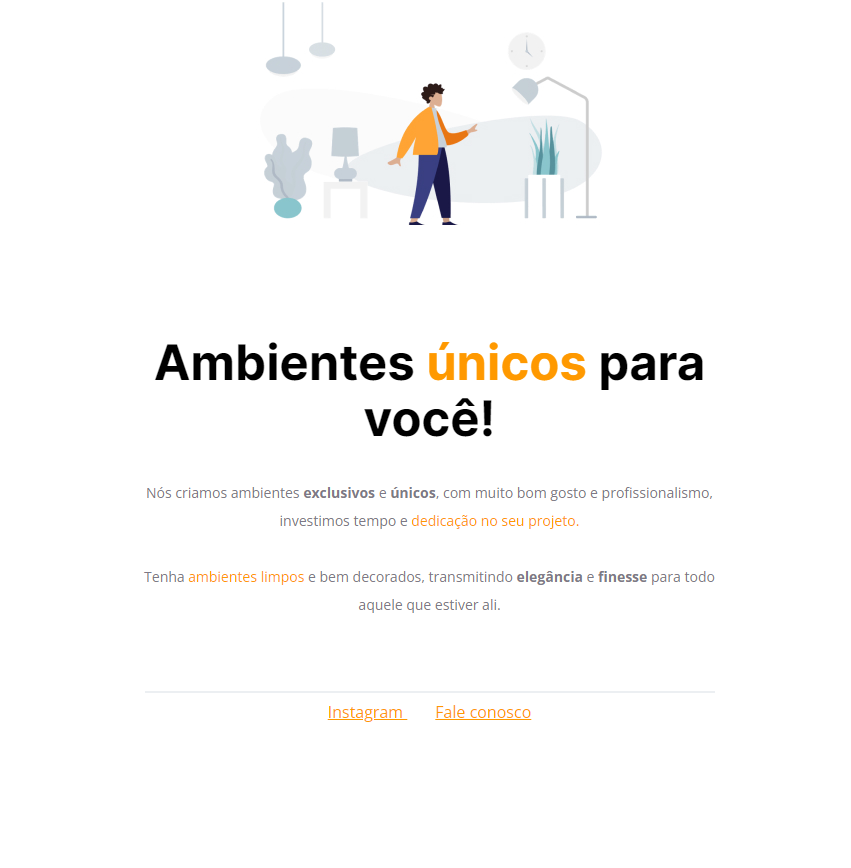 Ambientes únicos para
você!
Nós criamos ambientes exclusivos e únicos, com muito bom gosto e profissionalismo,
investimos tempo e dedicação no seu projeto.
Tenha ambientes limpos e bem decorados, transmitindo elegância e finesse para todo
aquele que estiver ali.
Instagram Fale conosco